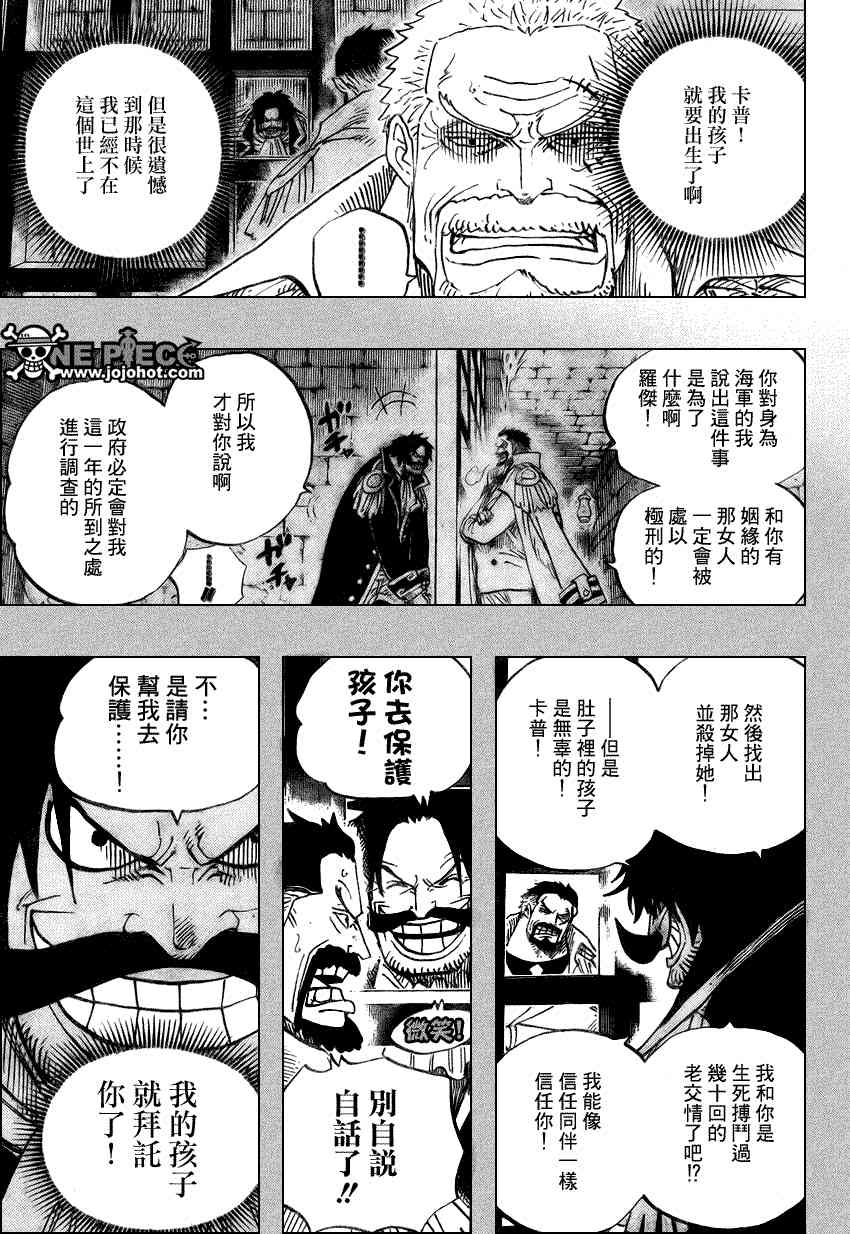 卡普！
我的孩子
就要出生了啊
但是很遺憾
到那時候
我已經不在
這個世上了
ONE PIECE
www.jojohot.com
你對身為
海軍的我
說出這件事
是為了
什麼啊
羅傑！
和你有
姻緣的
那女人
一定會被
處以
極刑的！
所以我
才對你說啊
政府必定會對我
這一年的所到之處
進行調查的
ガチャ
ガチャ
然後找出
那女人
並殺掉她！
──但是
肚子裡的孩子
是無辜的！
卡普！
我和你是
生死搏鬥過
幾十回的
老交情了吧!?
我能像
信任同伴一樣
信任你！
你去保護
孩子！
微笑！
別自說
自話了!!
不…
是請你
幫我去
保護……！
我的孩子
就拜託
你了！